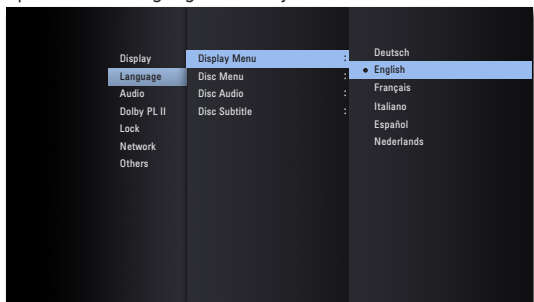 Display
Language
Audio
Dolby PL II
Lock
Network
Others
Display Menu :
Disc Menu :
Disc Audio :
Disc Subtitle :
Deutsch
• English
Français
Italiano
Español
Nederlands